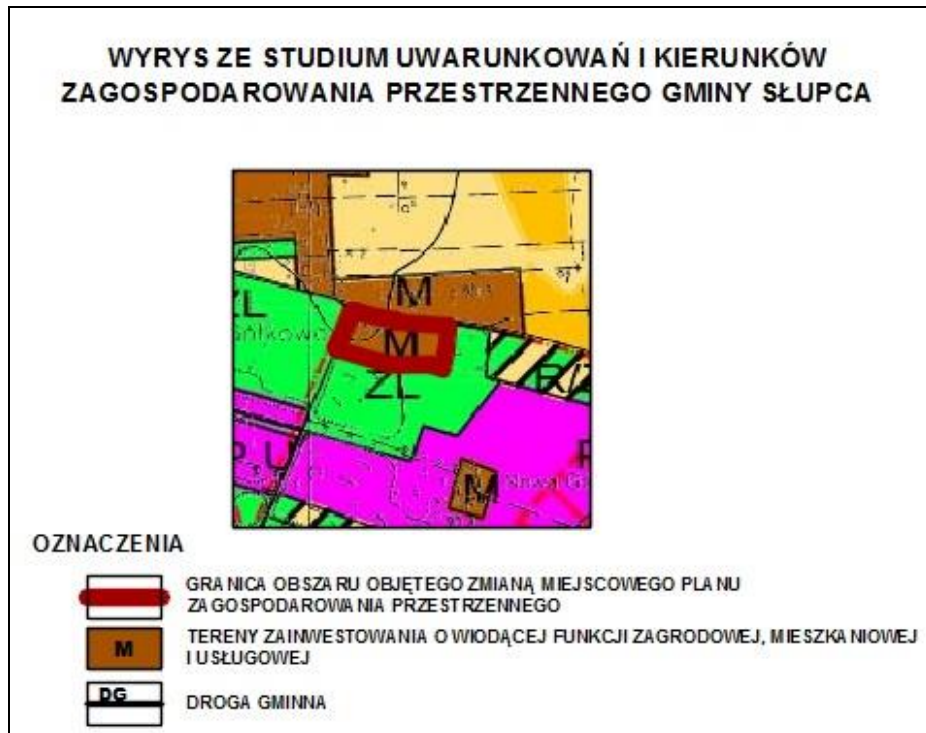 WYRYS ZE STUDIUM UWARUNKOWAŃ I KIERUNKÓW
ZAGOSPODAROWANIA PRZESTRZENNEGO GMINY SŁUPCA
M
ZL
M
ZL
R/Z
P U
M
OZNACZENIA
GRANICA OBSZARU OBJĘTEGO ZMIANĄ MIEJSCOWEGO PLANU
ZAGOSPODAROWANIA PRZESTRZENNEGO
M
TERENY ZAINWESTOWANIA O WIODĄCEJ FUNKCJI ZAGRODOWEJ, MIESZKANIOWEJ
I USŁUGOWEJ
DG
DROGA GMINNA